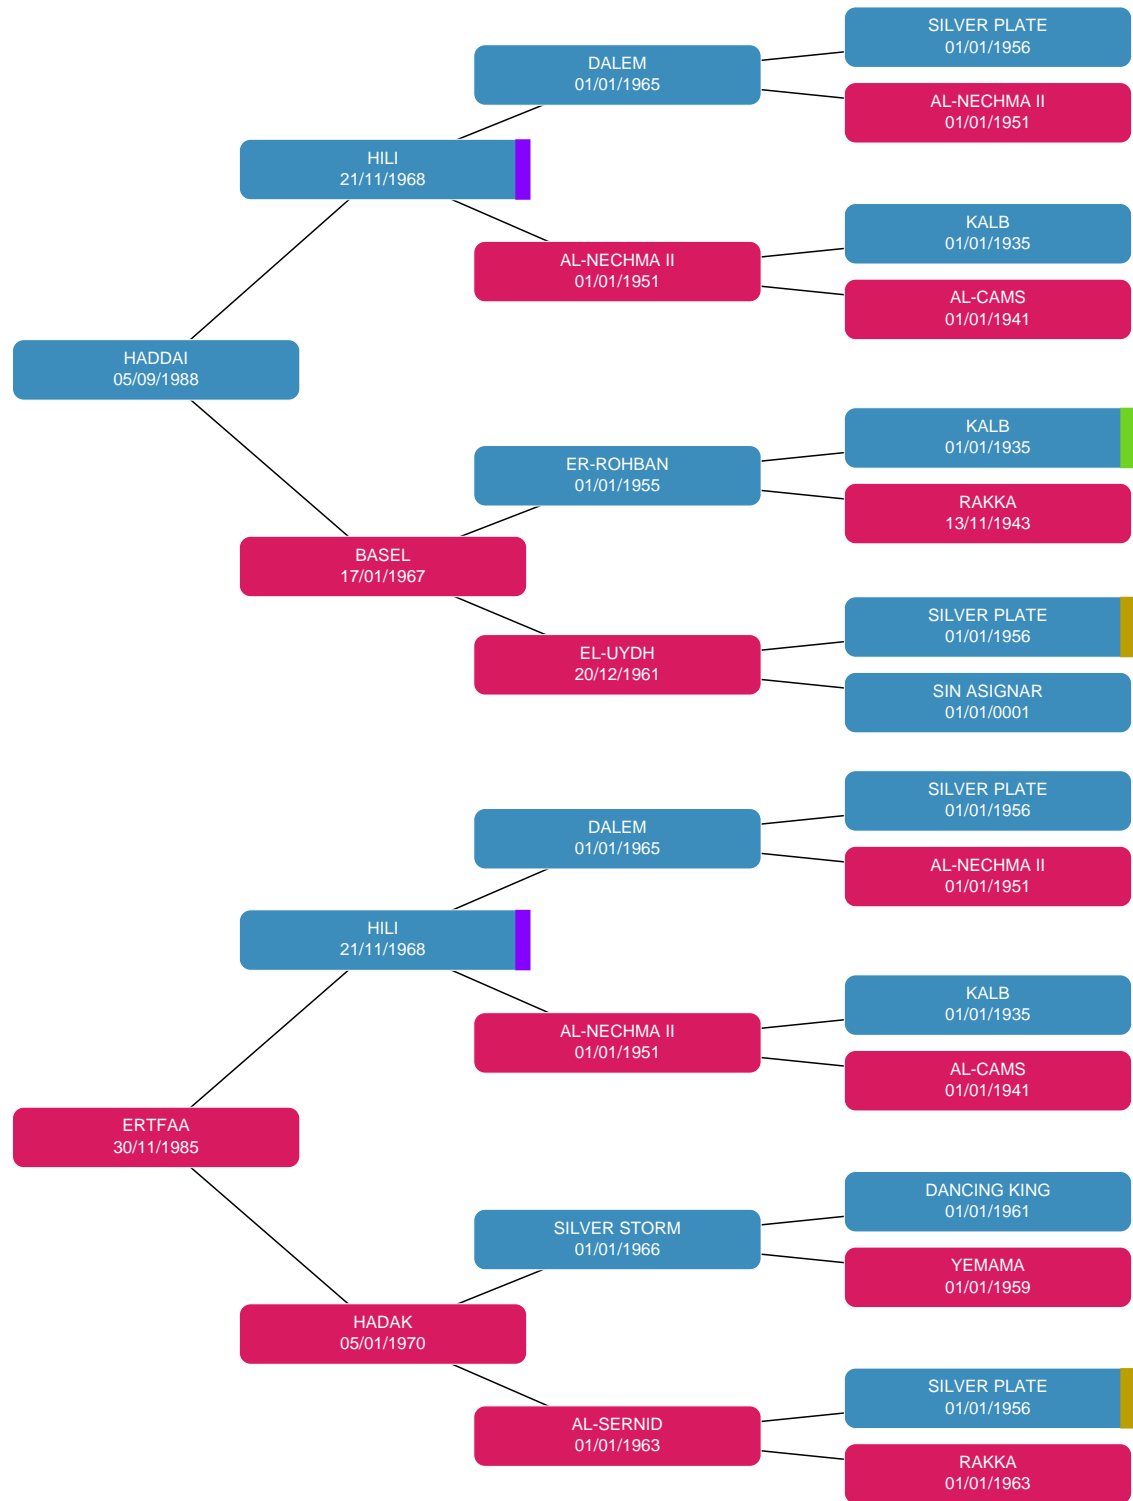 SILVER PLATE
01/01/1956
DALEM
01/01/1965
AL-NECHMA II
01/01/1951
HILI
21/11/1968
KALB
01/01/1935
AL-NECHMA II
01/01/1951
AL-CAMS
01/01/1941
HADDAI
05/09/1988
KALB
01/01/1935
ER-ROHBAN
01/01/1955
RAKKA
13/11/1943
BASEL
17/01/1967
SILVER PLATE
01/01/1956
EL-UYDH
20/12/1961
SIN ASIGNAR
01/01/0001
SILVER PLATE
01/01/1956
DALEM
01/01/1965
AL-NECHMA II
01/01/1951
HILI
21/11/1968
KALB
01/01/1935
AL-NECHMA II
01/01/1951
AL-CAMS
01/01/1941
ERTFAA
30/11/1985
DANCING KING
01/01/1961
SILVER STORM
01/01/1966
YEMAMA
01/01/1959
HADAK
05/01/1970
SILVER PLATE
01/01/1956
AL-SERNID
01/01/1963
RAKKA
01/01/1963